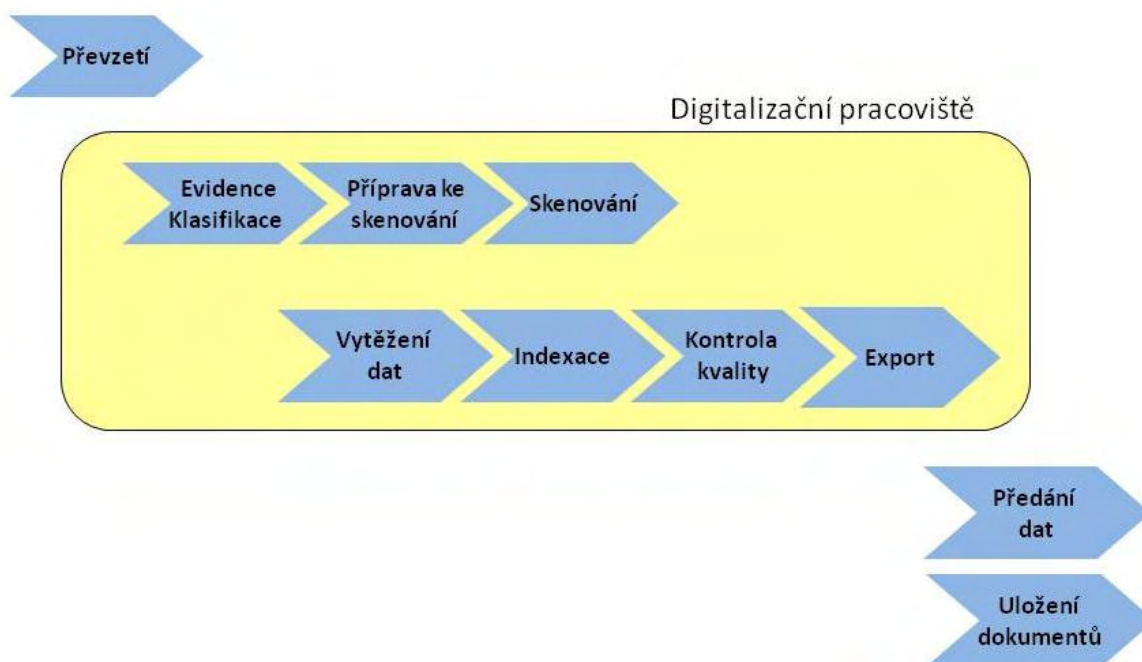 Převzetí
Digitalizační pracoviště
Evidence
Klasifikace
Příprava ke
skenování
Skenování
Vytěžení
dat
Indexace
Kontrola
kvality
Export
Předání
dat
Uložení
dokumentů